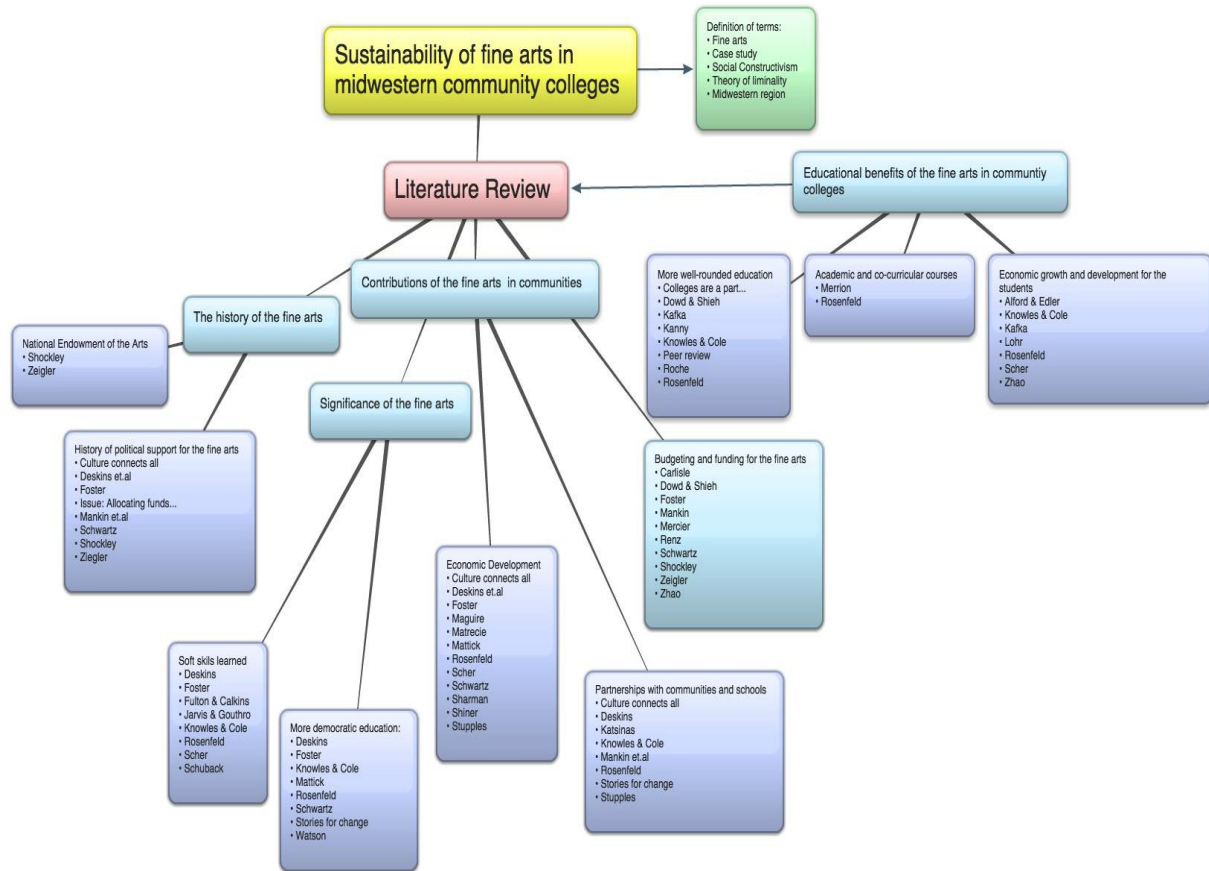 Sustainability of fine arts in
midwestern community colleges
Definition of terms:
• Fine arts
• Case study
• Social Constructivism
• Theory of liminality
• Midwestern region
Literature Review
Educational benefits of the fine arts in communtiy
colleges
More well-rounded education
• Colleges are a part...
• Dowd & Shieh
• Kafka
• Kanny
• Knowles & Cole
• Peer review
• Roche
• Rosenfeld
Academic and co-curricular courses
• Merrion
• Rosenfeld
Economic growth and development for the
students
• Alford & Edler
• Knowles & Cole
• Kafka
• Lohr
• Rosenfeld
• Scher
• Zhao
Contributions of the fine arts in communities
The history of the fine arts
National Endowment of the Arts
• Shockley
• Zeigler
Significance of the fine arts
History of political support for the fine arts
• Culture connects all
• Deskins et.al
• Foster
• Issue: Allocating funds...
• Mankin et.al
• Schwartz
• Shockley
• Ziegler
Budgeting and funding for the fine arts
• Carlisle
• Dowd & Shieh
• Foster
• Mankin
• Mercier
• Renz
• Schwartz
• Shockley
• Zeigler
• Zhao
Economic Development
• Culture connects all
• Deskins et.al
• Foster
• Maguire
• Matrecie
• Mattick
• Rosenfeld
• Scher
• Schwartz
• Sharman
• Shiner
• Stupples
Soft skils learned
• Deskins
• Foster
• Fulton & Calkins
• Jarvis & Gouthro
• Knowles & Cole
• Rosenfeld
• Scher
• Schuback
Partnerships with communities and schools
• Culture connects all
• Deskins
• Katsinas
• Knowles & Cole
• Mankin et.al
• Rosenfeld
• Stories for change
• Stupples
More democratic education:
• Deskins
• Foster
• Knowles & Cole
• Mattick
• Rosenfeld
• Schwartz
• Stories for change
• Watson